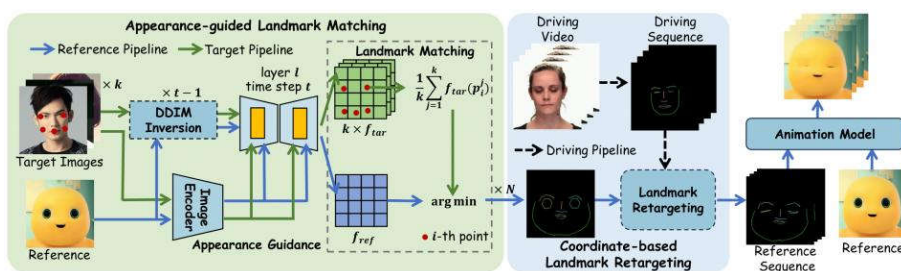 Appearance-guided Landmark Matching
Reference Pipeline
Target Pipeline
Landmark Matching
× k
× t − 1
layer l
time step t
DDIM
Inversion
Target Images
k × f_tar
1/k ∑_{j=1}^{k} f_tar(p_i^j)
Image
Encoder
Reference
Appearance Guidance
f_ref
arg min
i-th point
× N
Driving
Video
Driving
Sequence
Driving Pipeline
Landmark
Retargeting
Coordinate-based
Landmark Retargeting
Animation Model
Reference
Sequence
Reference